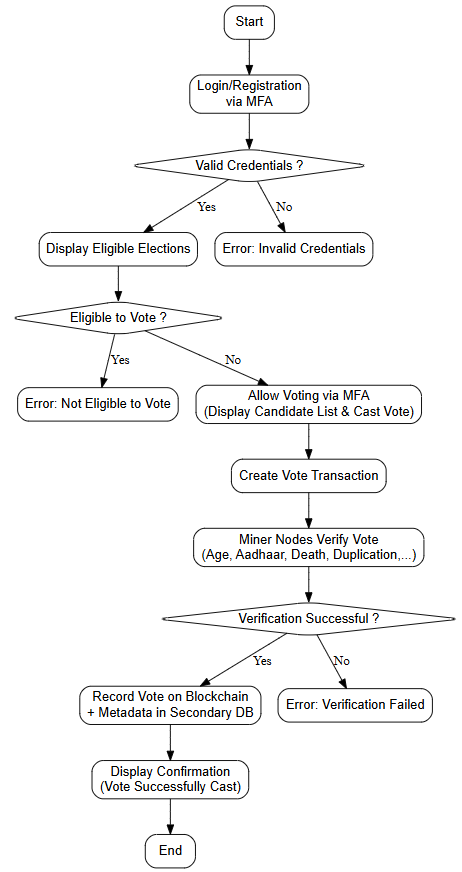 Start
Login/Registration
via MFA
Valid Credentials ?
Yes
No
Display Eligible Elections
Error: Invalid Credentials
Eligible to Vote ?
Yes
No
Error: Not Eligible to Vote
Allow Voting via MFA
(Display Candidate List & Cast Vote)
Create Vote Transaction
Miner Nodes Verify Vote
(Age, Aadhaar, Death, Duplication,...)
Verification Successful ?
Yes
No
Record Vote on Blockchain
+ Metadata in Secondary DB
Error: Verification Failed
Display Confirmation
(Vote Successfully Cast)
End